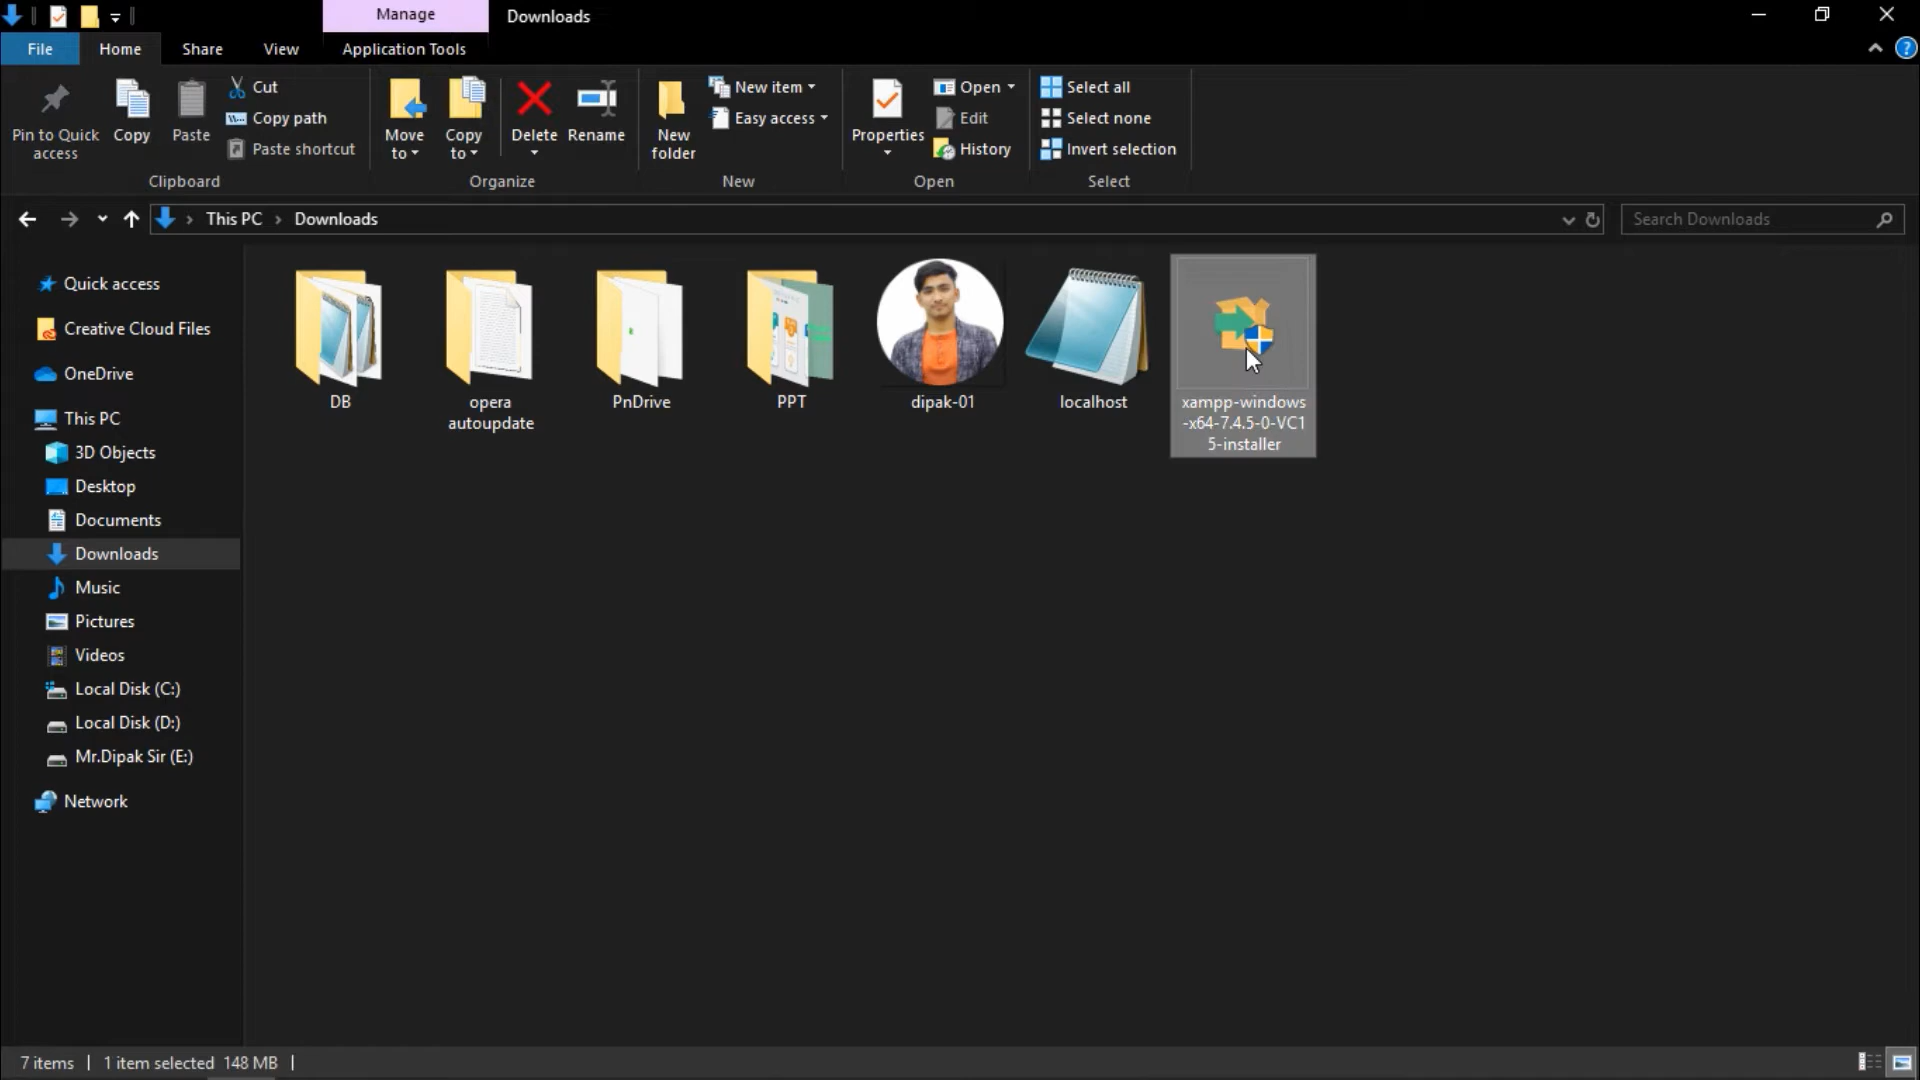 Manage
Downloads
File
Home
Share
View
Application Tools
Pin to Quick
access
Copy
Paste
Cut
Copy path
Paste shortcut
Clipboard
Move
to
Copy
to
Delete
Rename
Organize
New
folder
New item
Easy access
New
Properties
Open
Edit
History
Open
Select all
Select none
Invert selection
Select
This PC > Downloads
Search Downloads
Quick access
Creative Cloud Files
OneDrive
This PC
3D Objects
Desktop
Documents
Downloads
Music
Pictures
Videos
Local Disk (C:)
Local Disk (D:)
Mr.Dipak Sir (E:)
Network
DB
opera
autoupdate
PnDrive
PPT
dipak-01
localhost
xampp-windows
-x64-7.4.5-0-VC1
5-installer
7 items
1 item selected 148 MB